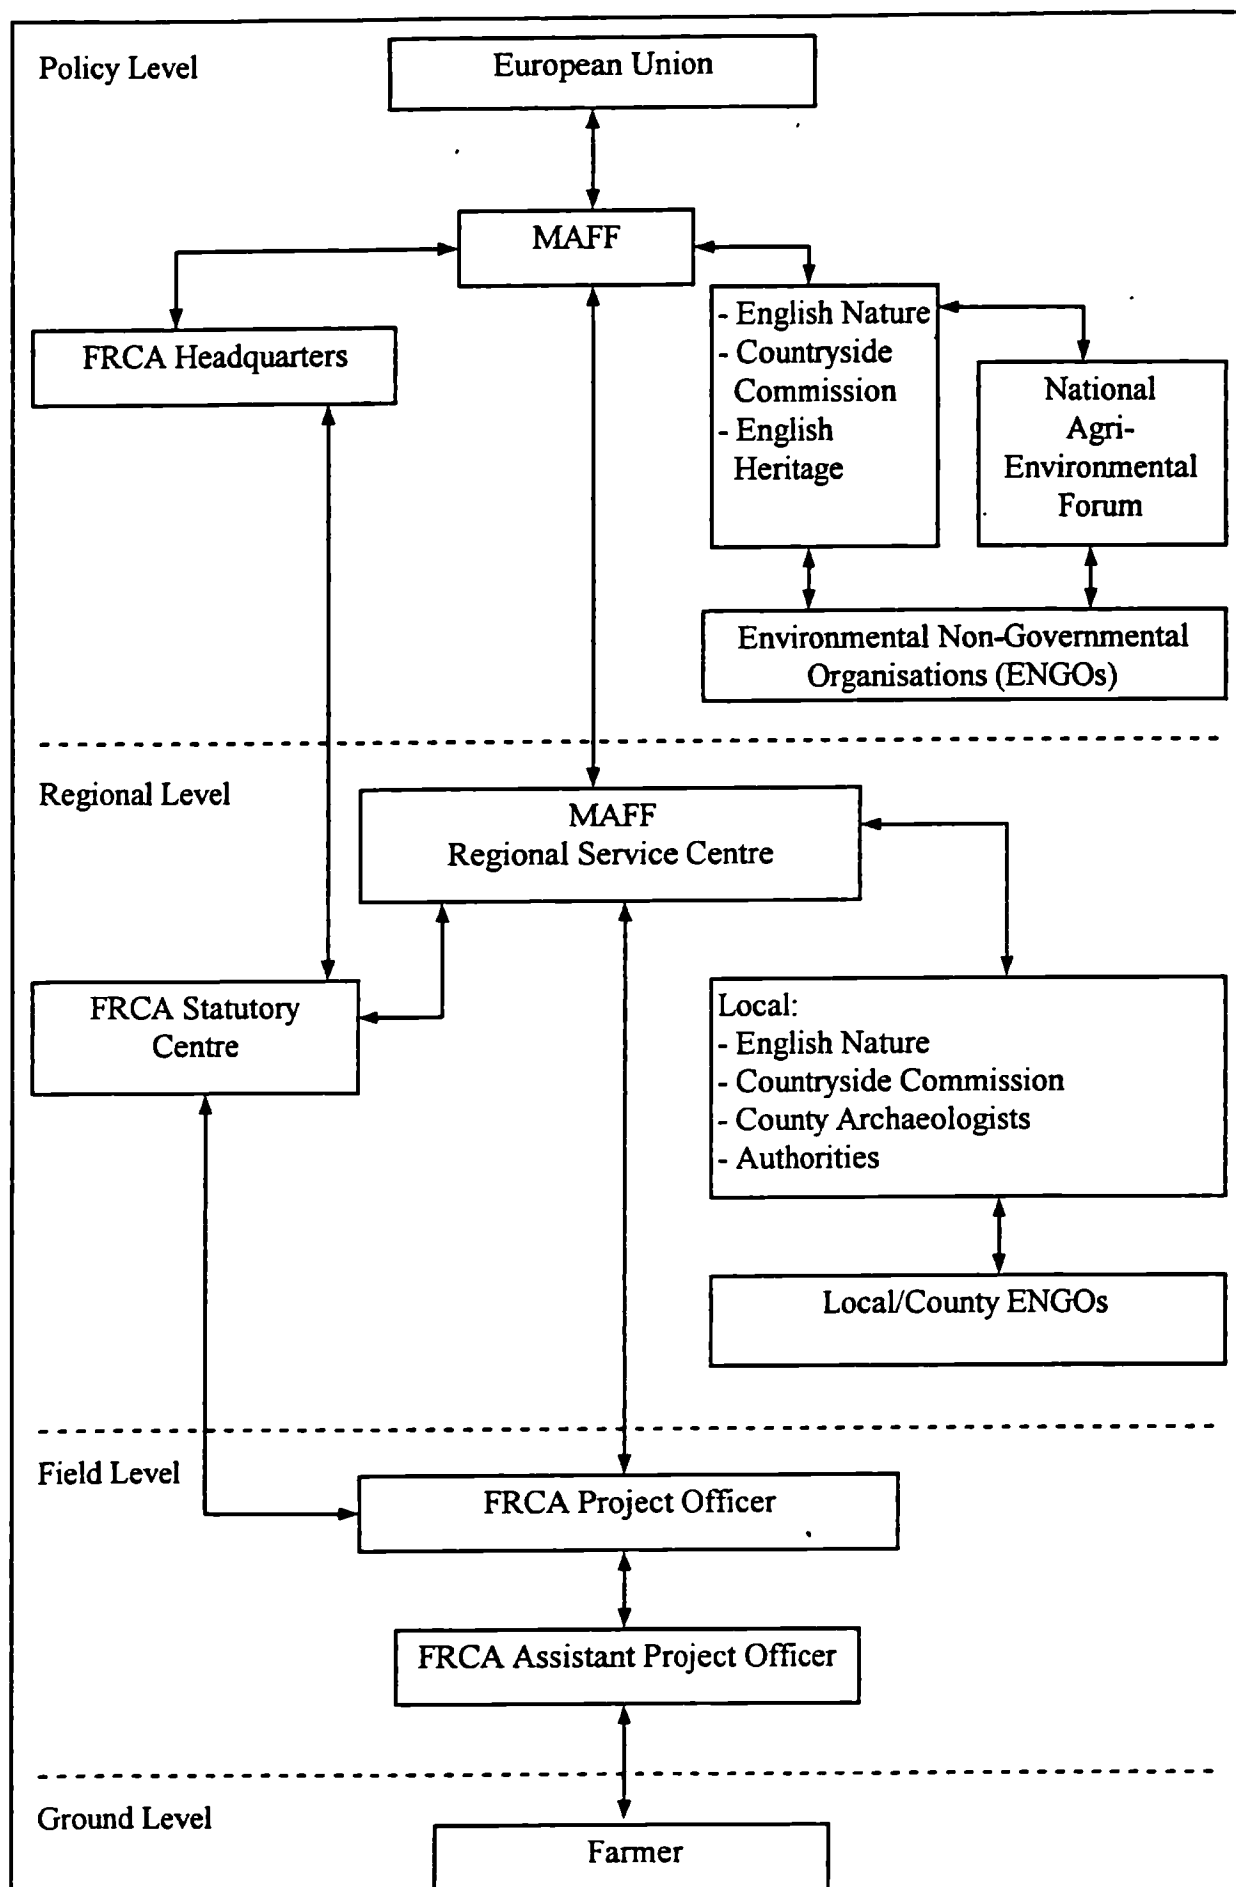 Policy Level
European Union
MAFF
FRCA Headquarters
- English Nature
- Countryside
Commission
- English
Heritage
National
Agri-
Environmental
Forum
Environmental Non-Governmental
Organisations (ENGOs)
Regional Level
MAFF
Regional Service Centre
FRCA Statutory
Centre
Local:
- English Nature
- Countryside Commission
- County Archaeologists
- Authorities
Local/County ENGOs
Field Level
FRCA Project Officer
FRCA Assistant Project Officer
Ground Level
Farmer